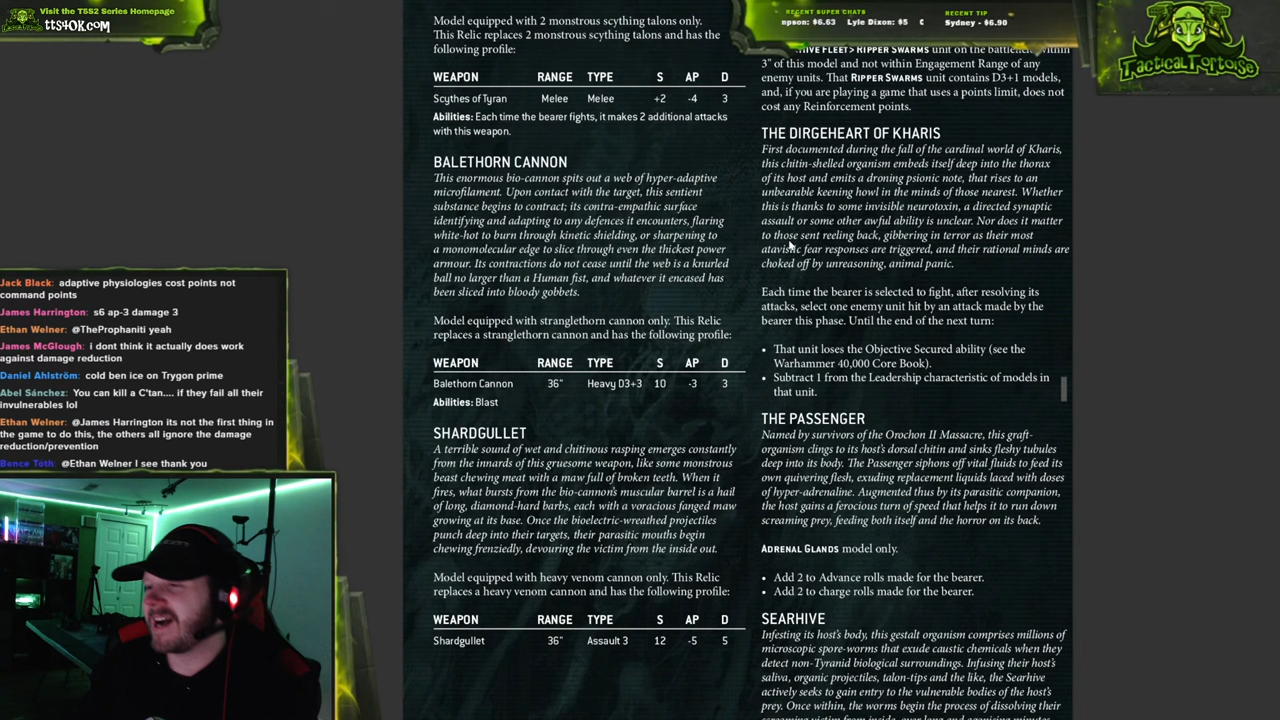 Visit the TS52 Series Homepage
tts40K.com
RECENT SUPER CHATS
npson: $6.63 Lyle Dixon: $5
RECENT TIP
Sydney - $6.90
TACTICALTORTOISE
Jack Black: adaptive physiologies cost points not
command points
James Harrington: s6 ap-3 damage 3
Ethan Welner: @TheProphaniti yeah
James McGlough: i dont think it actually does work
against damage reduction
Daniel Ahlström: cold ben ice on Trygon prime
Abel Sánchez: You can kill a C'tan.... if they fail all their
invulnerables lol
Ethan Welner: @James Harrington its not the first thing in
the game to do this, the others all ignore the damage
reduction/prevention
Bence Toth: @Ethan Welner I see thank you
Model equipped with 2 monstrous scything talons only.
This Relic replaces 2 monstrous scything talons and has the
following profile:
WEAPON RANGE TYPE S AP D
Scythes of Tyran Melee Melee +2 -4 3
Abilities: Each time the bearer fights, it makes 2 additional attacks
with this weapon.
BALETHORN CANNON
This enormous bio-cannon spits out a web of hyper-adaptive
microfilament. Upon contact with the target, this sentient
substance begins to contract; its contra-empathic surface
identifying and adapting to any defences it encounters, flaring
white-hot to burn through kinetic shielding, or sharpening to
a monomolecular edge to slice through even the thickest power
armour. Its contractions do not cease until the web is a knurled
ball no larger than a Human fist, and whatever it encased has
been sliced into bloody gobbets.
Model equipped with stranglethorn cannon only. This Relic
replaces a stranglethorn cannon and has the following profile:
WEAPON RANGE TYPE S AP D
Balethorn Cannon 36" Heavy D3+3 10 -3 3
Abilities: Blast
SHARDGULLET
A terrible sound of wet and chitinous rasping emerges constantly
from the innards of this gruesome weapon, like some monstrous
beast chewing meat with a maw full of broken teeth. When it
fires, what bursts from the bio-cannon's muscular barrel is a hail
of long, diamond-hard barbs, each with a voracious fanged maw
growing at its base. Once the bioelectric-wreathed projectiles
punch deep into their targets, their parasitic mouths begin
chewing frenziedly, devouring the victim from the inside out.
Model equipped with heavy venom cannon only. This Relic
replaces a heavy venom cannon and has the following profile:
WEAPON RANGE TYPE S AP D
Shardgullet 36" Assault 3 12 -5 5
HIVE FLEET> RIPPER SWARMS unit on the battlefield within
3" of this model and not within Engagement Range of any
enemy units. That RIPPER SWARMS unit contains D3+1 models,
and, if you are playing a game that uses a points limit, does not
cost any Reinforcement points.
THE DIRGEHEART OF KHARIS
First documented during the fall of the cardinal world of Kharis,
this chitin-shelled organism embeds itself deep into the thorax
of its host and emits a droning psionic note, that rises to an
unbearable keening howl in the minds of those nearest. Whether
this is thanks to some invisible neurotoxin, a directed synaptic
assault or some other awful ability is unclear. Nor does it matter
to those sent reeling back, gibbering in terror as their most
atavistic fear responses are triggered, and their rational minds are
choked off by unreasoning, animal panic.
Each time the bearer is selected to fight, after resolving its
attacks, select one enemy unit hit by an attack made by the
bearer this phase. Until the end of the next turn:
• That unit loses the Objective Secured ability (see the
Warhammer 40,000 Core Book).
• Subtract 1 from the Leadership characteristic of models in
that unit.
THE PASSENGER
Named by survivors of the Orochon II Massacre, this graft-
organism clings to its host's dorsal chitin and sinks fleshy tubules
deep into its body. The Passenger siphons off vital fluids to feed its
own quivering flesh, exuding replacement liquids laced with doses
of hyper-adrenaline. Augmented thus by its parasitic companion,
the host gains a ferocious turn of speed that helps it to run down
screaming prey, feeding both itself and the horror on its back.
ADRENAL GLANDS model only.
• Add 2 to Advance rolls made for the bearer.
• Add 2 to charge rolls made for the bearer.
SEARHIVE
Infesting its host's body, this gestalt organism comprises millions of
microscopic spore-worms that exude caustic chemicals when they
detect non-Tyranid biological surroundings. Infusing their host's
saliva, organic projectiles, talon-tips and the like, the Searhive
actively seeks to gain entry to the vulnerable bodies of the host's
prey. Once within, the worms begin the process of dissolving their